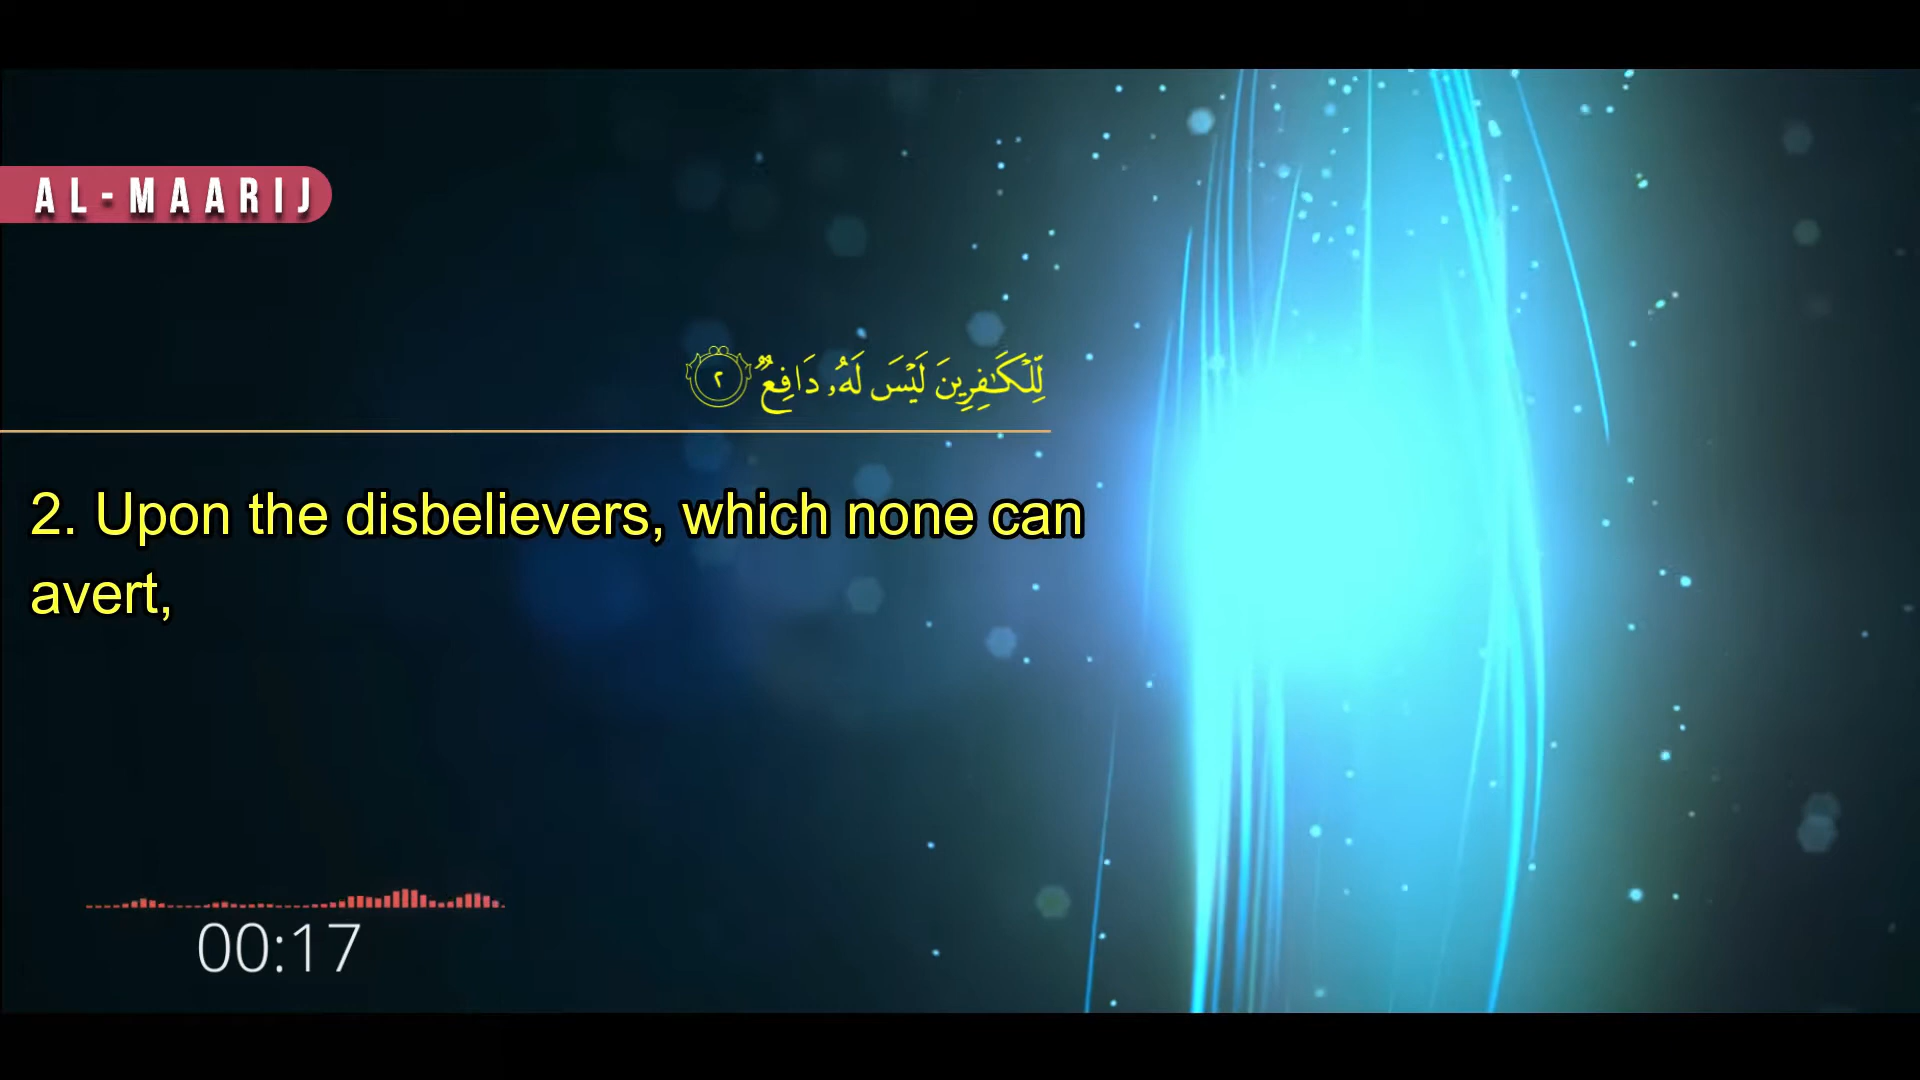 AL-MAARIJ
لِّلْكَـٰفِرِينَ لَيْسَ لَهُۥ دَافِعٌ ٢
2. Upon the disbelievers, which none can
avert,
00:17